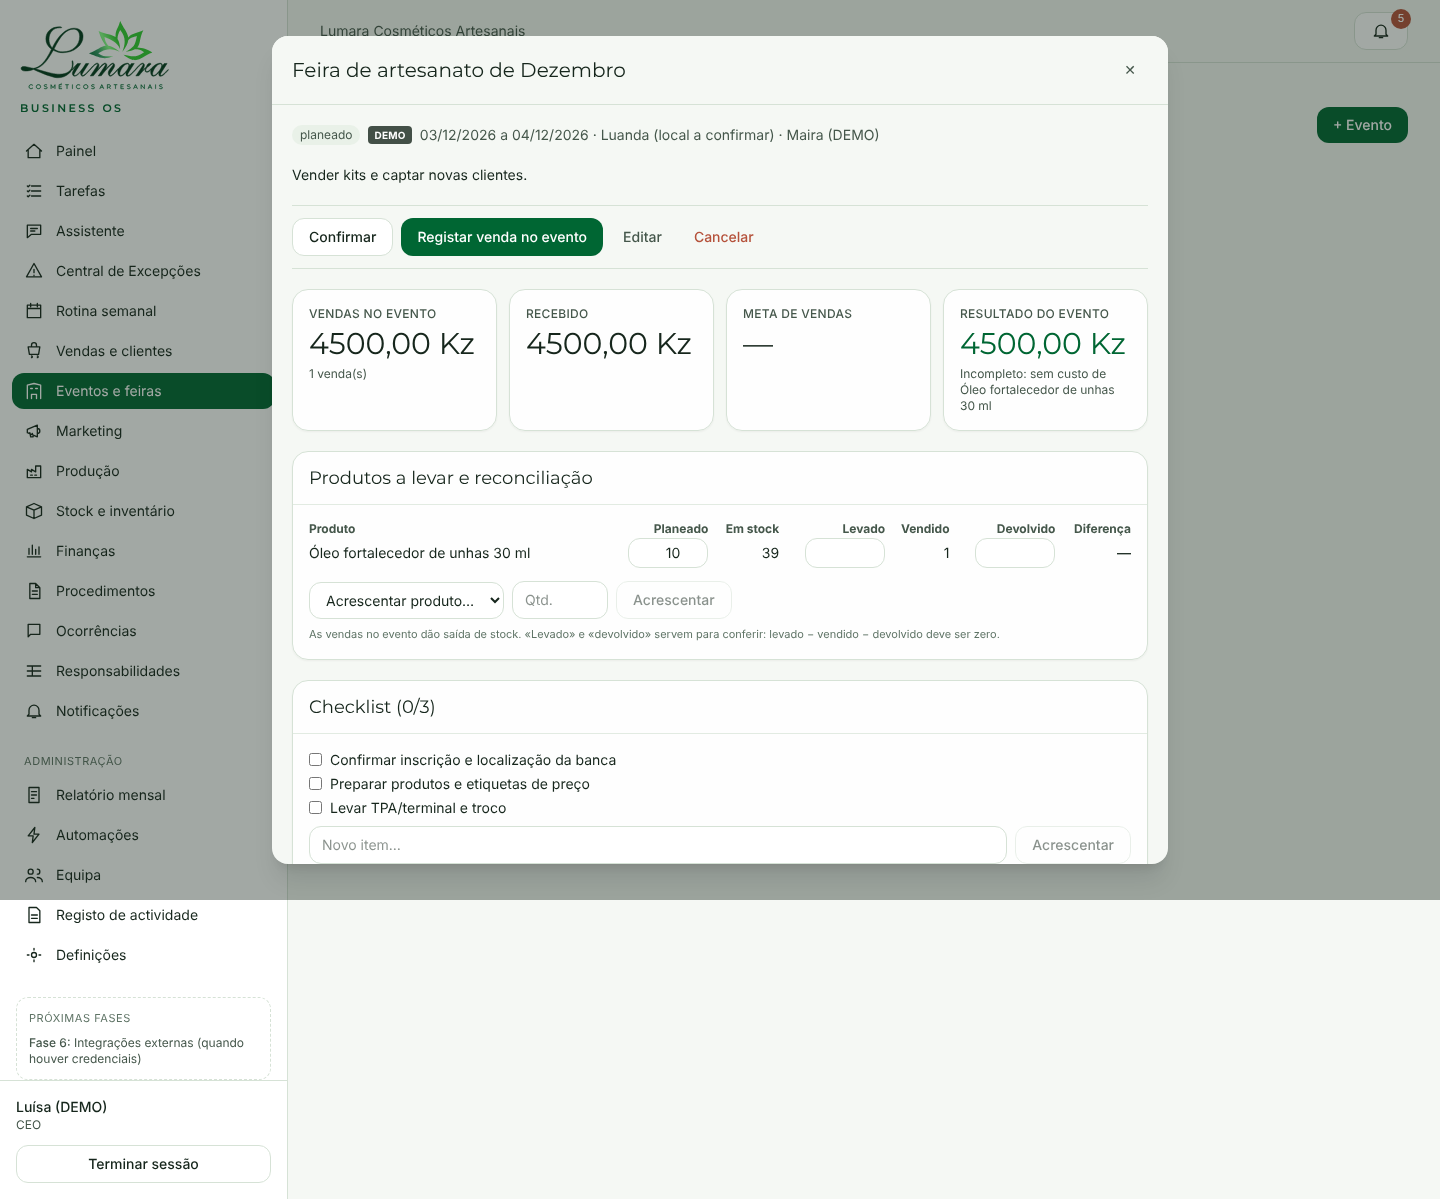 Lumara
COSMÉTICOS ARTESANAIS
BUSINESS OS
Painel
Tarefas
Assistente
Central de Excepções
Rotina semanal
Vendas e clientes
Eventos e feiras
Marketing
Produção
Stock e inventário
Finanças
Procedimentos
Ocorrências
Responsabilidades
Notificações
ADMINISTRAÇÃO
Relatório mensal
Automações
Equipa
Registo de actividade
Definições
PRÓXIMAS FASES
Fase 6: Integrações externas (quando
houver credenciais)
Luísa (DEMO)
CEO
Terminar sessão
Lumara Cosméticos Artesanais
5
+ Evento
Feira de artesanato de Dezembro
×
planeado DEMO 03/12/2026 a 04/12/2026 · Luanda (local a confirmar) · Maira (DEMO)
Vender kits e captar novas clientes.
Confirmar Registar venda no evento Editar Cancelar
VENDAS NO EVENTO
4500,00 Kz
1 venda(s)
RECEBIDO
4500,00 Kz
META DE VENDAS
—
RESULTADO DO EVENTO
4500,00 Kz
Incompleto: sem custo de
Óleo fortalecedor de unhas
30 ml
Produtos a levar e reconciliação
Produto Planeado Em stock Levado Vendido Devolvido Diferença
Óleo fortalecedor de unhas 30 ml 10 39 1 —
Acrescentar produto... Qtd. Acrescentar
As vendas no evento dão saída de stock. «Levado» e «devolvido» servem para conferir: levado − vendido − devolvido deve ser zero.
Checklist (0/3)
Confirmar inscrição e localização da banca
Preparar produtos e etiquetas de preço
Levar TPA/terminal e troco
Novo item... Acrescentar